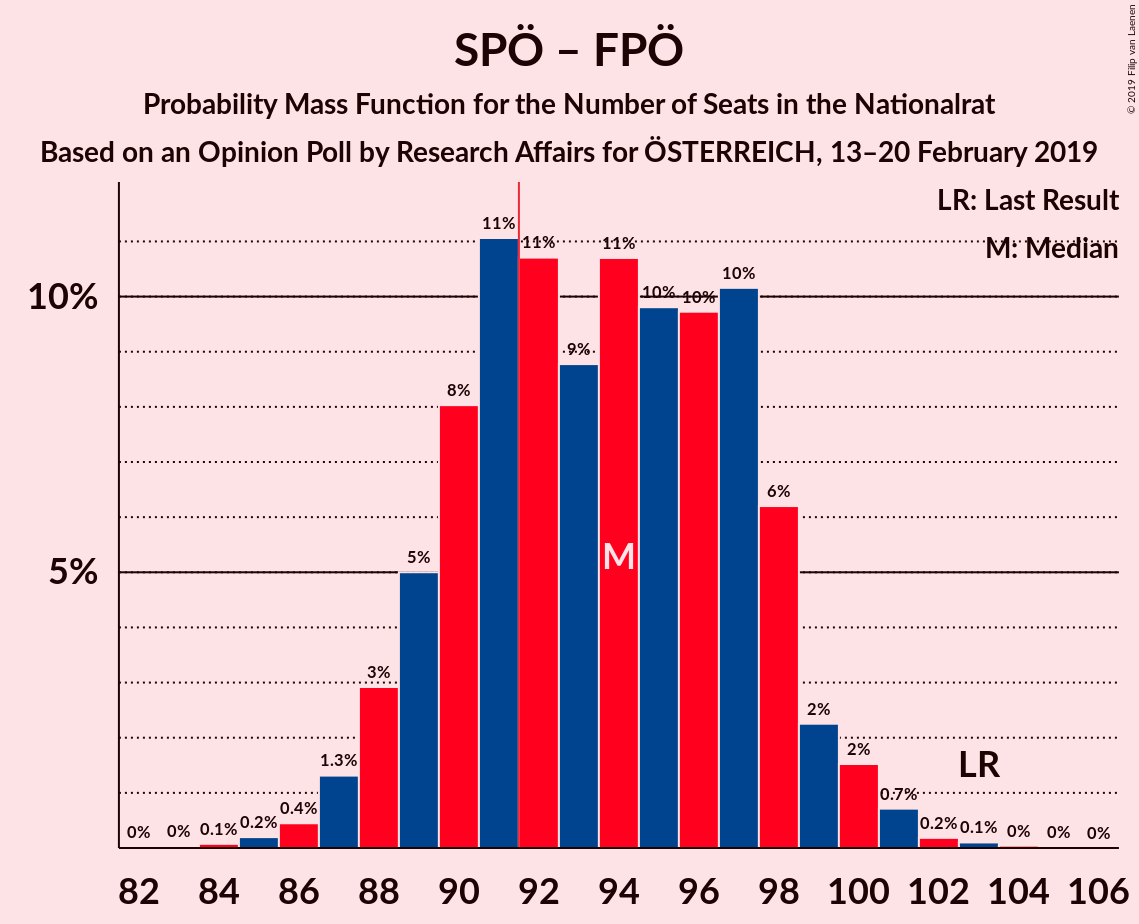 SPÖ – FPÖ
Probability Mass Function for the Number of Seats in the Nationalrat
Based on an Opinion Poll by Research Affairs for ÖSTERREICH, 13–20 February 2019
© 2019 Filip van Laenen
LR: Last Result
M: Median
10%
5%
0% 0% 0.1% 0.2% 0.4% 1.3% 3% 5% 8% 11% 11% 9% 11% 10% 10% 10% 6% 2% 2% 0.7% 0.2% 0.1% 0% 0% 0%
M
LR
82 84 86 88 90 92 94 96 98 100 102 104 106